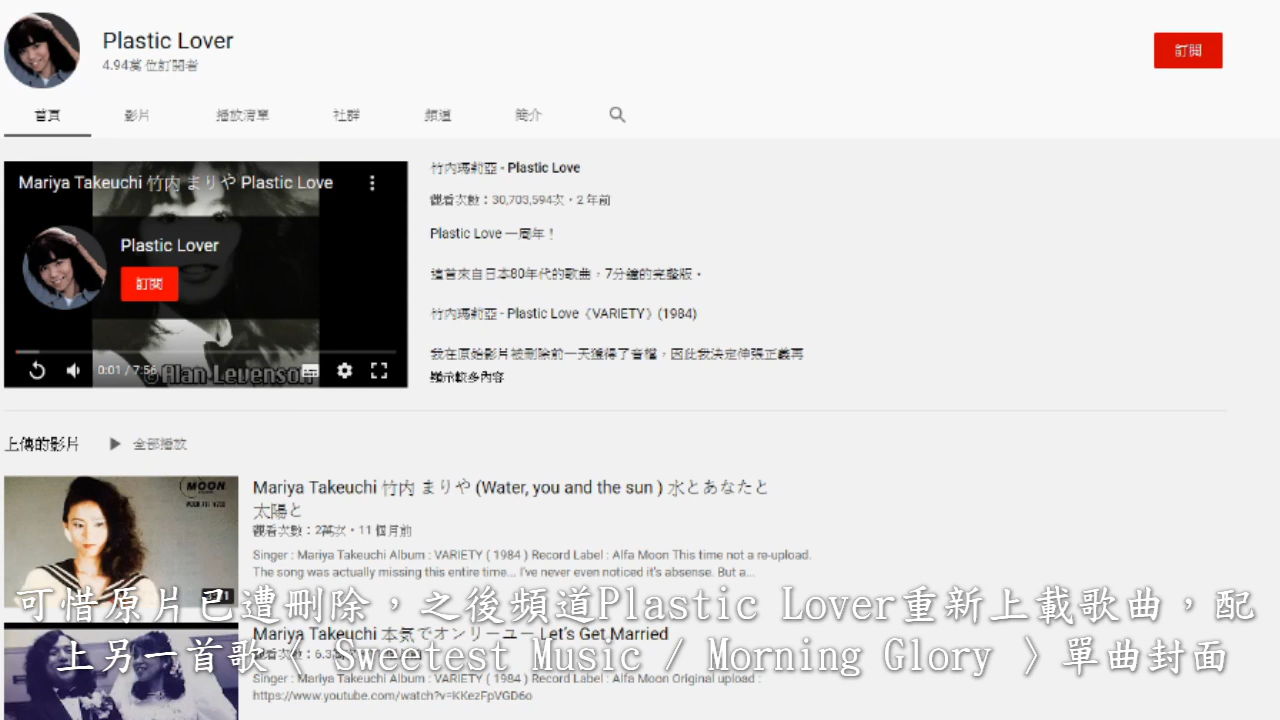 Plastic Lover
4.94萬 位訂閱者
訂閱
首頁 影片 播放清單 社群 頻道 簡介
Mariya Takeuchi 竹內 まりや Plastic Love
Plastic Lover
訂閱
0:01 / 7:56
©Alan Levenson
竹內瑪莉亞 - Plastic Love
觀看次數：30,703,594次 • 2 年前
Plastic Love 一周年！
這首來自日本80年代的歌曲，7分鐘的完整版。
竹內瑪莉亞 - Plastic Love《VARIETY》(1984)
我在原始影片被刪除前一天獲得了音檔，因此我決定伸張正義再
顯示較多內容
上傳的影片 全部播放
MOON
Mariya Takeuchi 竹内 まりや (Water, you and the sun ) 水とあなたと
太陽と
觀看次數：2萬次 • 11 個月前
Singer : Mariya Takeuchi Album : VARIETY ( 1984 ) Record Label : Alfa Moon This time not a re-upload.
The song was actually missing this entire time... I've never even noticed it's absense. But a...
可惜原片已遭刪除，之後頻道Plastic Lover重新上載歌曲，配
上另一首歌〈 Sweetest Music / Morning Glory 〉單曲封面
Mariya Takeuchi 本気でオンリーユー Let's Get Married
Singer : Mariya Takeuchi Album : VARIETY ( 1984 ) Record Label : Alfa Moon Original upload :
https://www.youtube.com/watch?v=KKezFpVGD6o